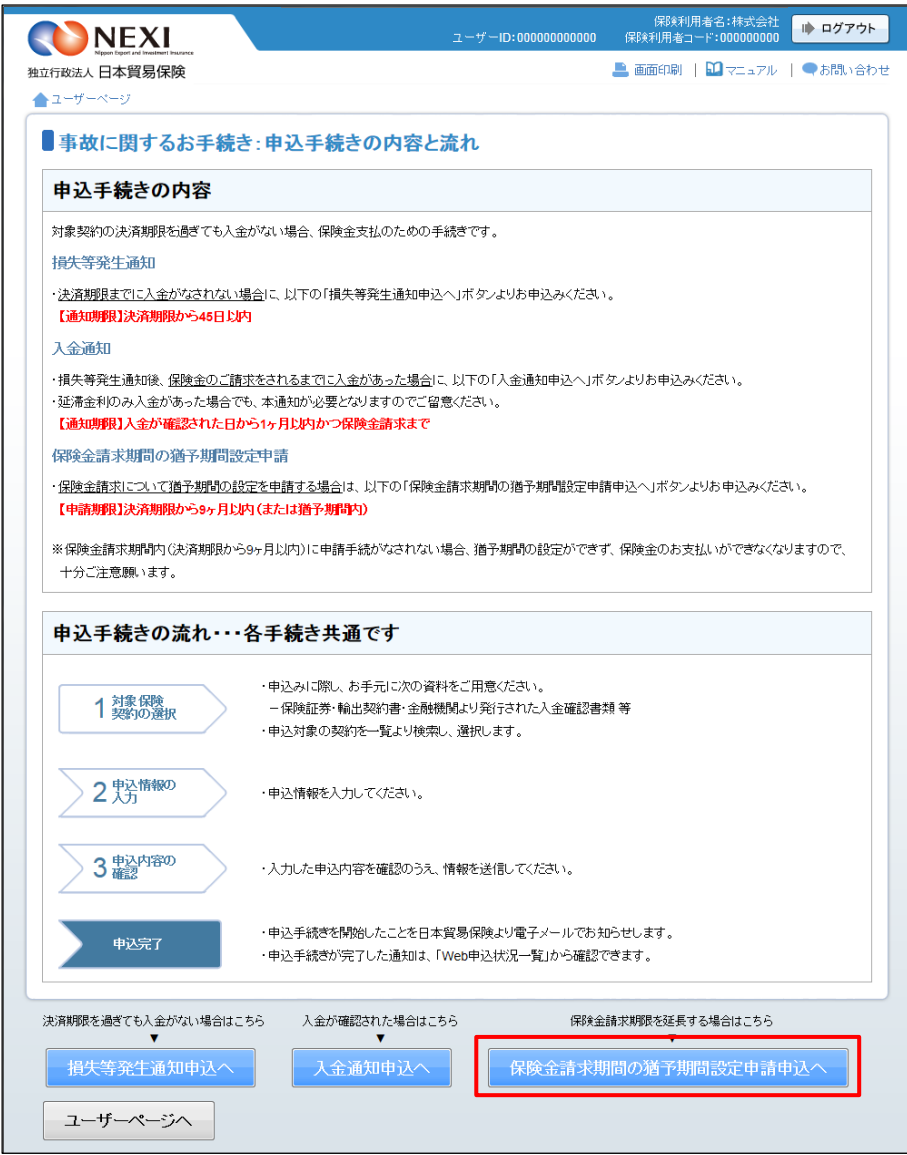 NEXI
Nippon Export and Investment Insurance
独立行政法人 日本貿易保険
ユーザーID:000000000000
保険利用者名:株式会社
保険利用者コード:000000000
ログアウト
画面印刷 | マニュアル | お問い合わせ
ユーザーページ
事故に関するお手続き:申込手続きの内容と流れ
申込手続きの内容
対象契約の決済期限を過ぎても入金がない場合、保険金支払のための手続きです。
損失等発生通知
・決済期限までに入金がなされない場合に、以下の「損失等発生通知申込へ」ボタンよりお申込みください。
【通知期限】決済期限から45日以内
入金通知
・損失等発生通知後、保険金のご請求をされるまでに入金があった場合に、以下の「入金通知申込へ」ボタンよりお申込みください。
・延滞金利のみ入金があった場合でも、本通知が必要となりますのでご留意ください。
【通知期限】入金が確認された日から1ヶ月以内かつ保険金請求まで
保険金請求期間の猶予期間設定申請
・保険金請求について猶予期間の設定を申請する場合は、以下の「保険金請求期間の猶予期間設定申請申込へ」ボタンよりお申込みください。
【申請期限】決済期限から9ヶ月以内(または猶予期間内)
※保険金請求期間内(決済期限から9ヶ月以内)に申請手続がなされない場合、猶予期間の設定ができず、保険金のお支払いができなくなりますので、
十分ご注意願います。
申込手続きの流れ・・・各手続き共通です
1 対象保険
契約の選択
・申込みに際し、お手元に次の資料をご用意ください。
－保険証券・輸出契約書・金融機関より発行された入金確認書類 等
・申込対象の契約を一覧より検索し、選択します。
2 申込情報の
入力
・申込情報を入力してください。
3 申込内容の
確認
・入力した申込内容を確認のうえ、情報を送信してください。
申込完了
・申込手続きを開始したことを日本貿易保険より電子メールでお知らせします。
・申込手続きが完了した通知は、「Web申込状況一覧」から確認できます。
決済期限を過ぎても入金がない場合はこちら
▼
損失等発生通知申込へ
入金が確認された場合はこちら
▼
入金通知申込へ
保険金請求期限を延長する場合はこちら
▼
保険金請求期間の猶予期間設定申請申込へ
ユーザーページへ